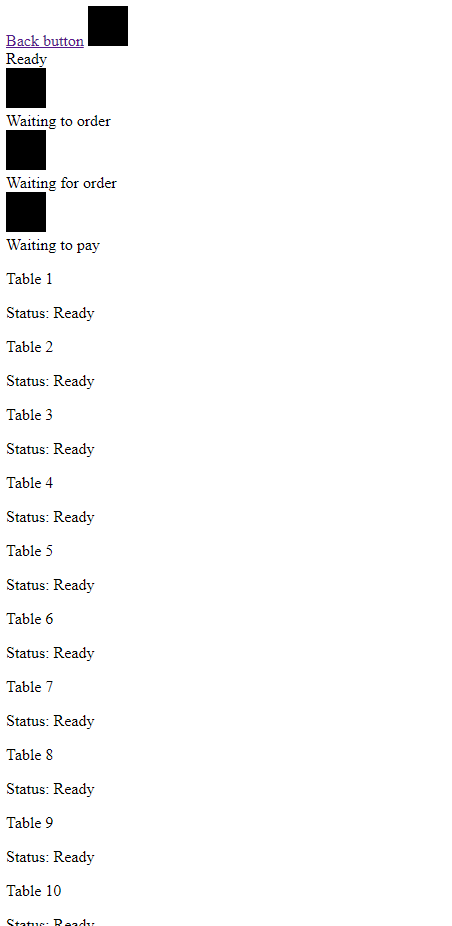 Back button
Ready
Waiting to order
Waiting for order
Waiting to pay
Table 1
Status: Ready
Table 2
Status: Ready
Table 3
Status: Ready
Table 4
Status: Ready
Table 5
Status: Ready
Table 6
Status: Ready
Table 7
Status: Ready
Table 8
Status: Ready
Table 9
Status: Ready
Table 10
Status: Ready